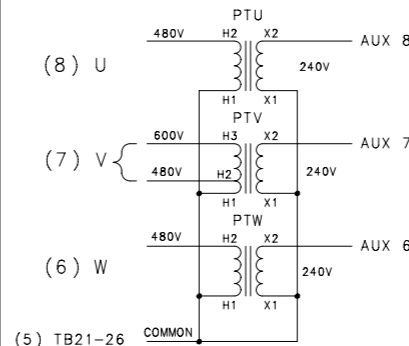 PTU
480V H2 X2 AUX 8
(8) U 240V
H1 X1
PTV
600V H3 X2 AUX 7
(7) V
480V H2 240V
H1 X1
PTW
480V H2 X2 AUX 6
(6) W 240V
H1 X1
(5) TB21-26 COMMON